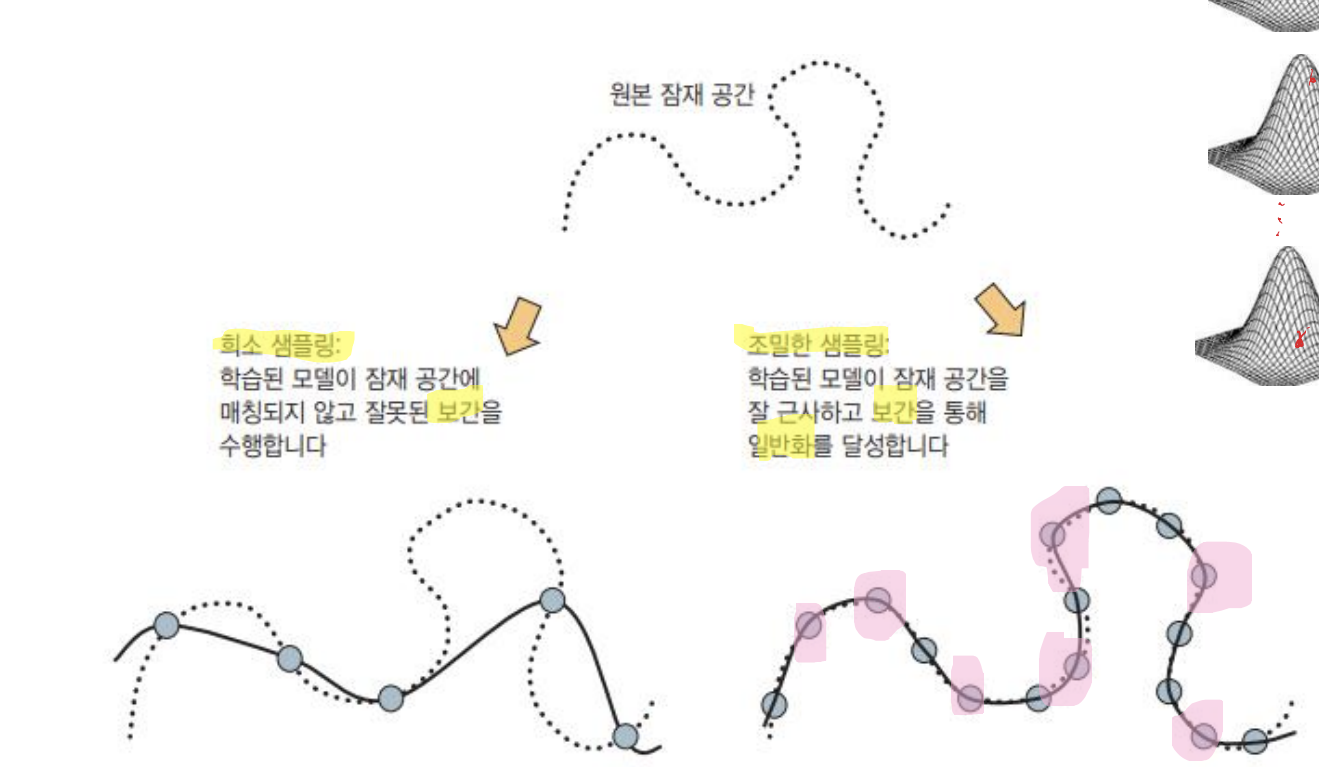 원본 잠재 공간
희소 샘플링:
학습된 모델이 잠재 공간에
매칭되지 않고 잘못된 보간을
수행합니다
조밀한 샘플링:
학습된 모델이 잠재 공간을
잘 근사하고 보간을 통해
일반화를 달성합니다